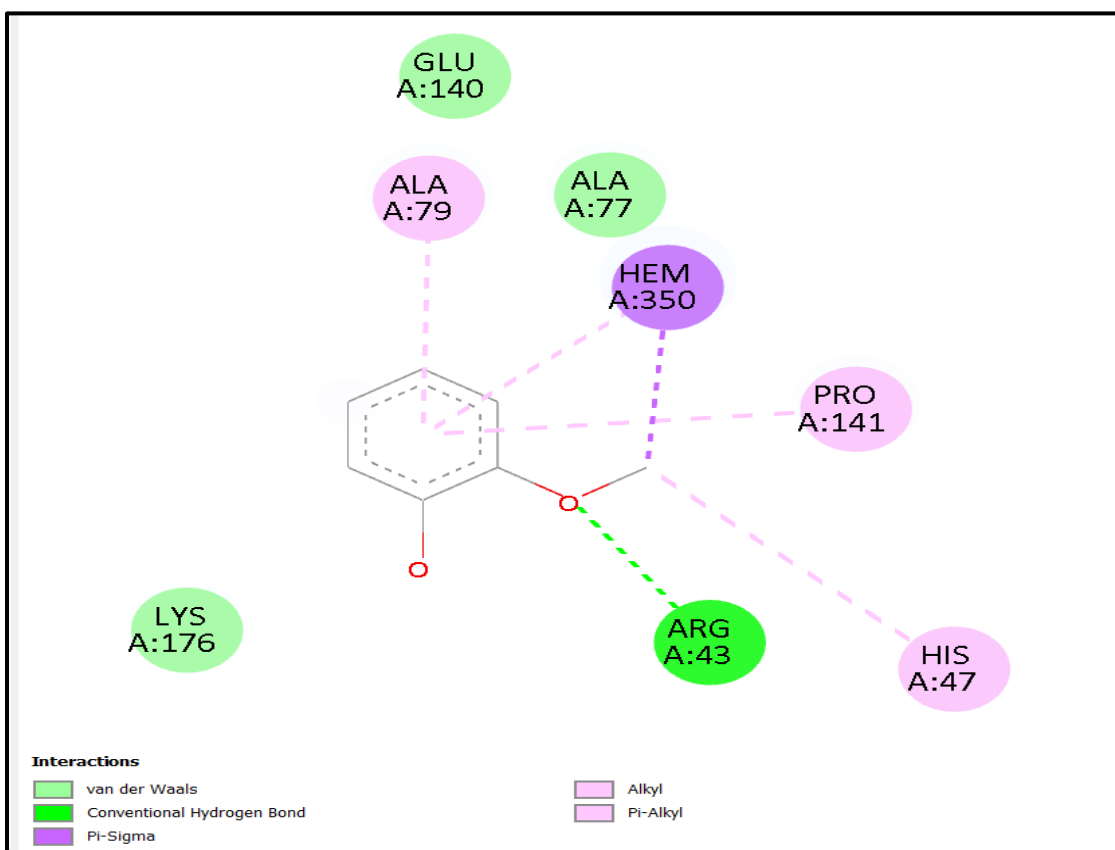 GLU
A:140
ALA
A:79
ALA
A:77
HEM
A:350
PRO
A:141
O
O
LYS
A:176
ARG
A:43
HIS
A:47
Interactions
van der Waals
Conventional Hydrogen Bond
Pi-Sigma
Alkyl
Pi-Alkyl